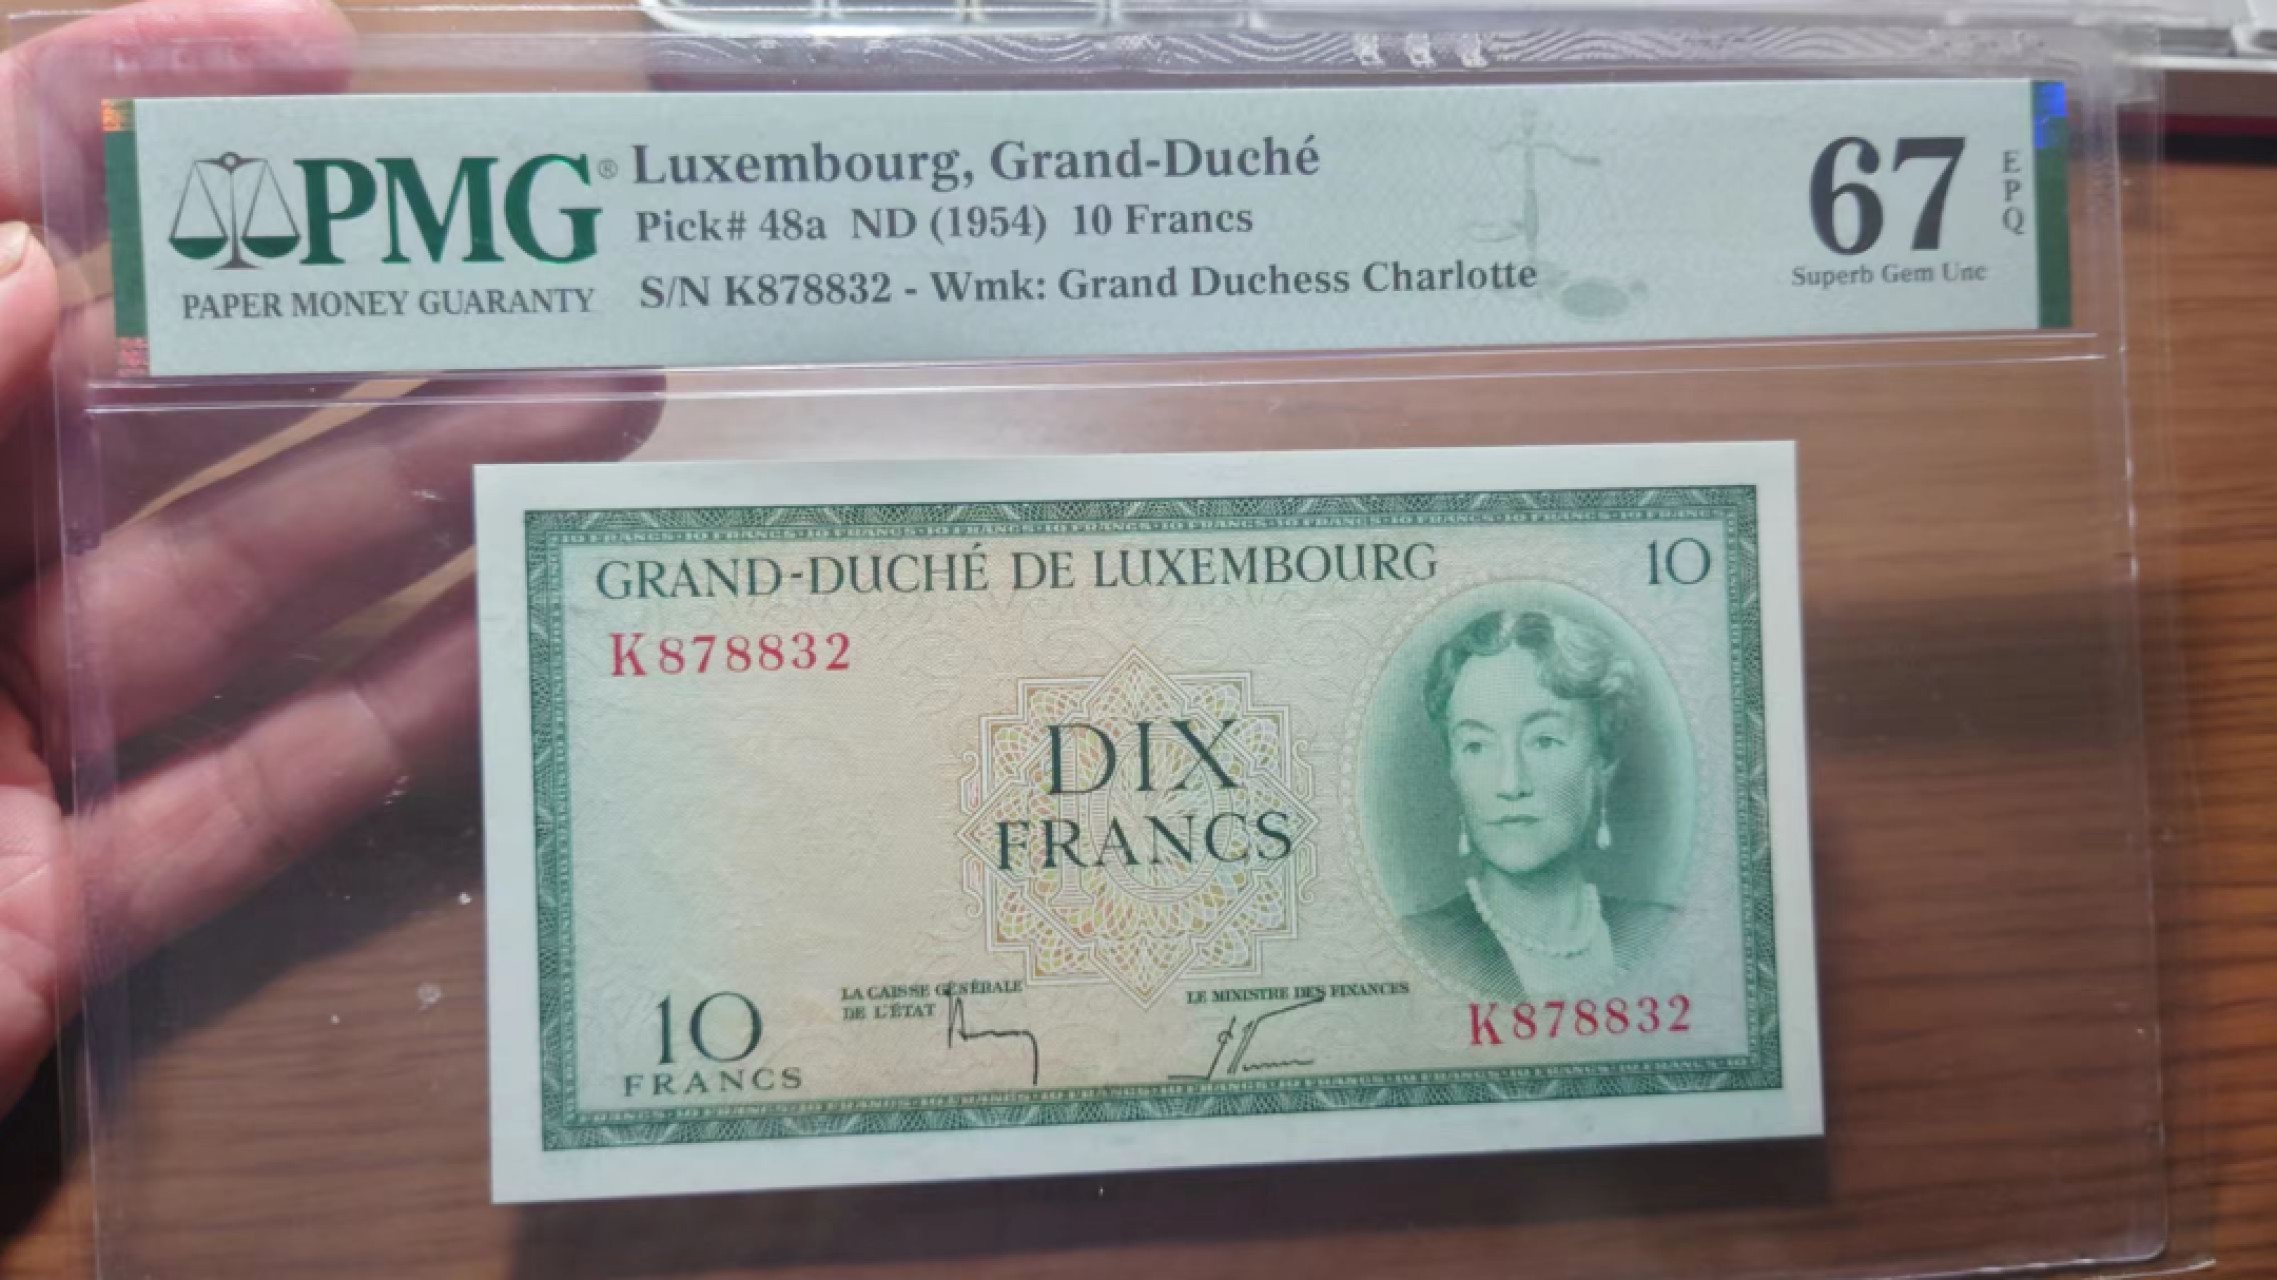 PMG®
PAPER MONEY GUARANTY
Luxembourg, Grand-Duché
Pick# 48a ND (1954) 10 Francs
S/N K878832 - Wmk: Grand Duchess Charlotte
67
EPQ
Superb Gem Unc
GRAND-DUCHÉ DE LUXEMBOURG
10
K878832
DIX
FRANCS
LA CAISSE GÉNÉRALE
DE L'ÉTAT
LE MINISTRE DES FINANCES
10
FRANCS
K878832